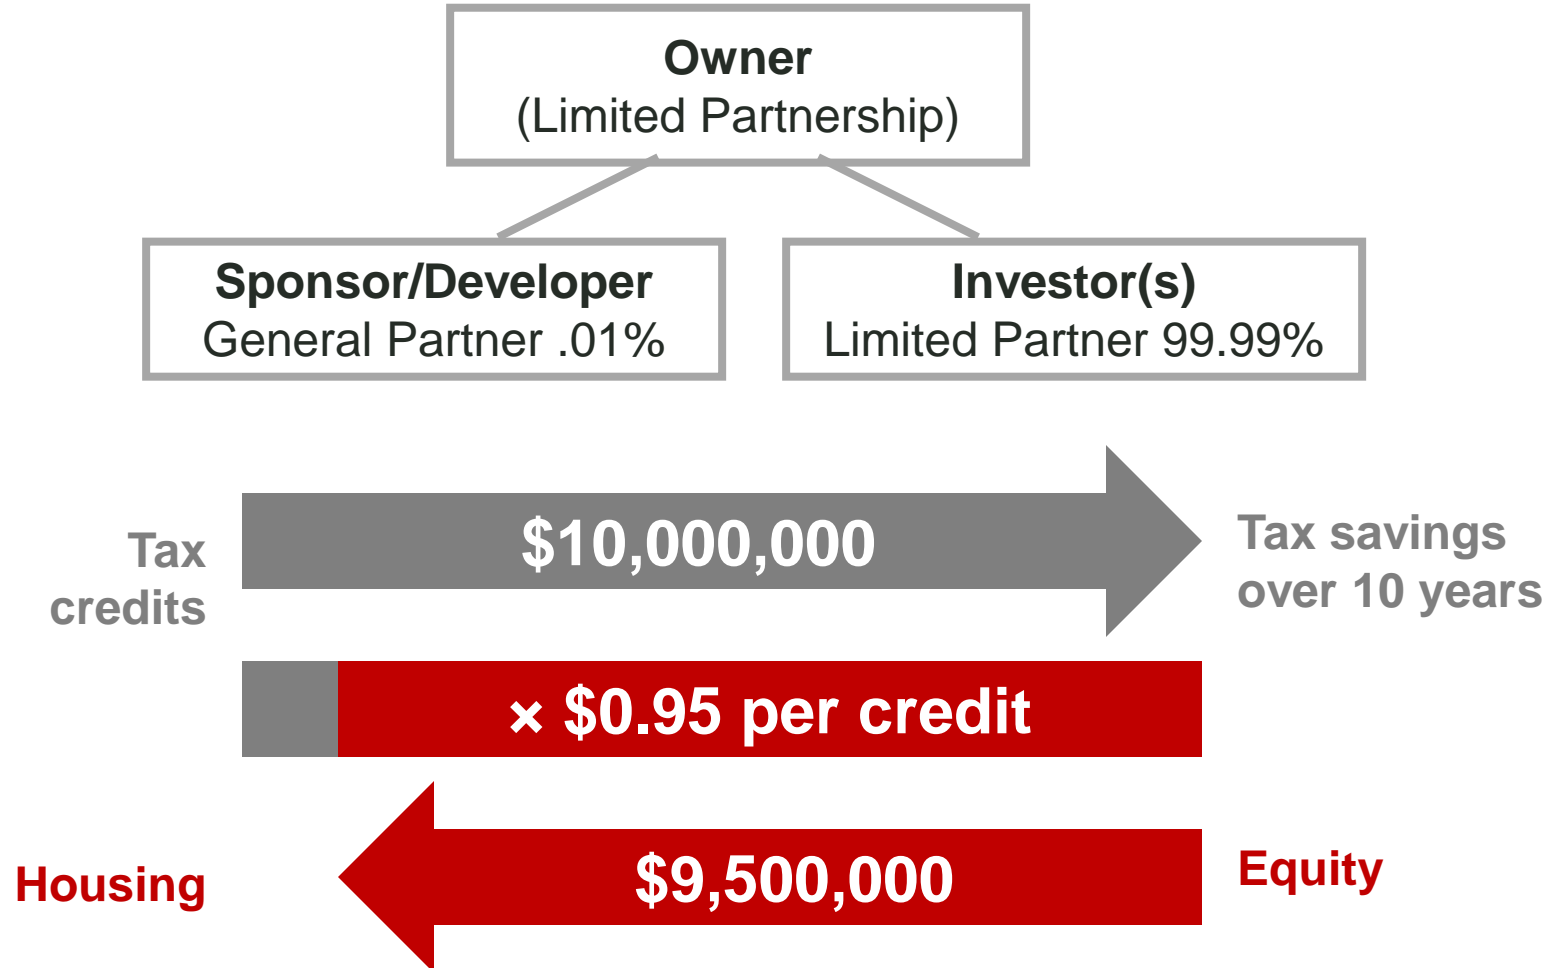 Owner
(Limited Partnership)
Sponsor/Developer
General Partner .01%
Investor(s)
Limited Partner 99.99%
Tax
credits
$10,000,000
Tax savings
over 10 years
× $0.95 per credit
Housing
$9,500,000
Equity